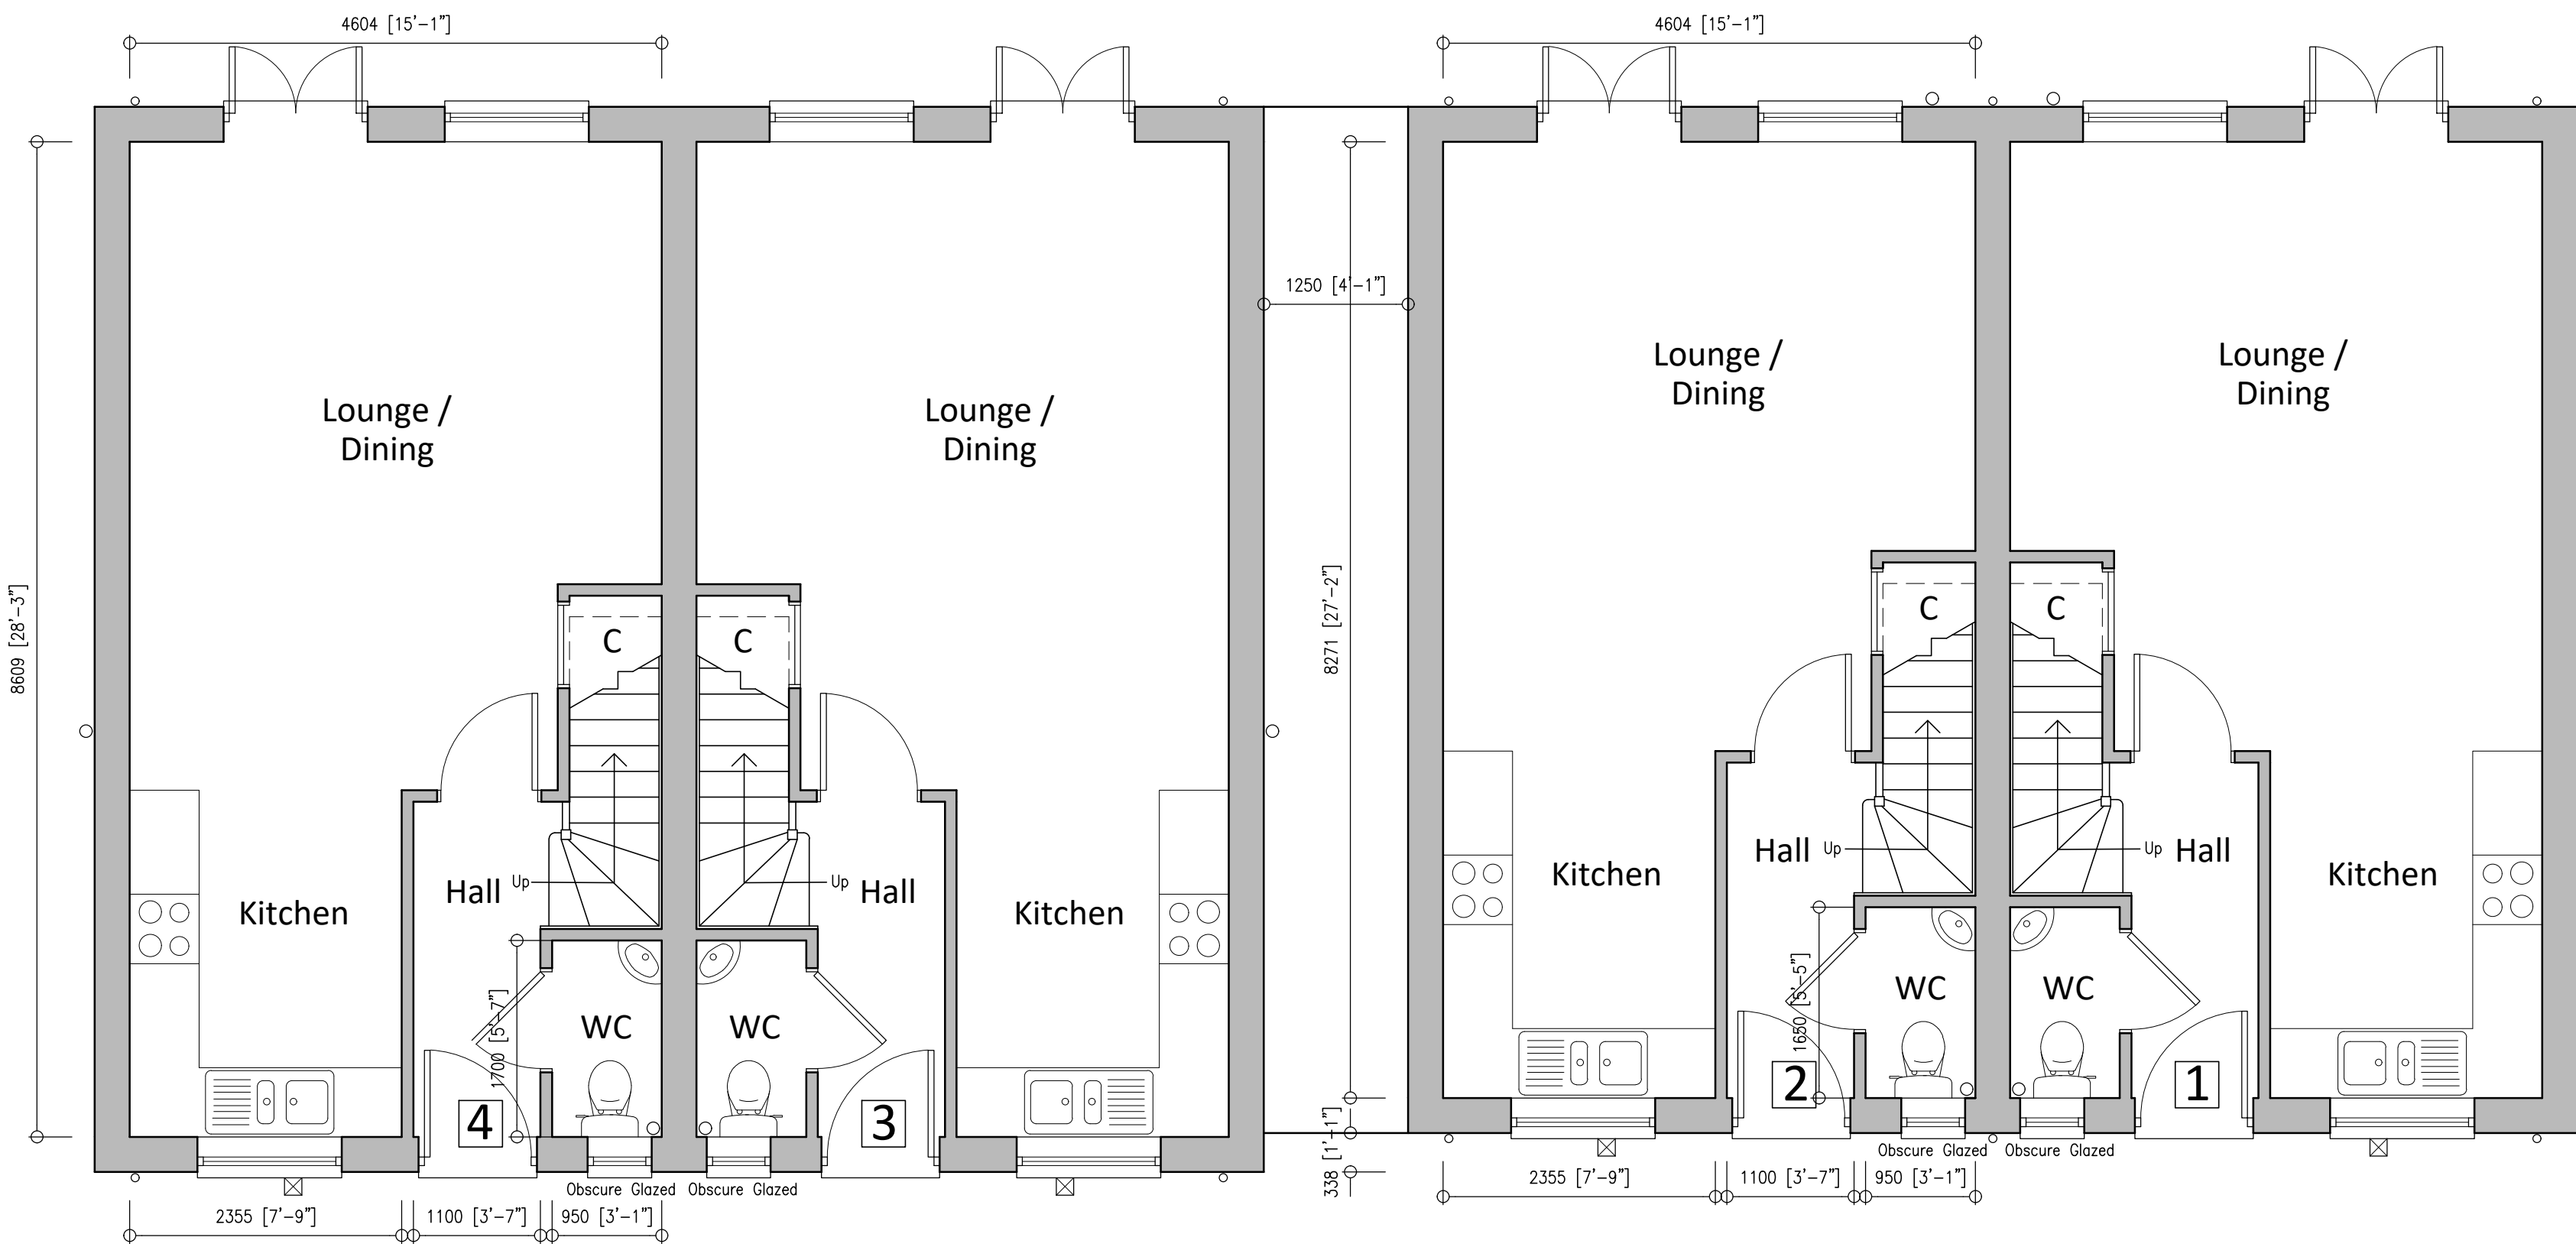 4604 [15'-1"]
4604 [15'-1"]
1250 [4'-1"]
Lounge /
Dining
Lounge /
Dining
Lounge /
Dining
Lounge /
Dining
8609 [28'-3"]
8271 [27'-2"]
C
C
C
C
Hall
Up
Up
Hall
Hall
Up
Up
Hall
Kitchen
Kitchen
Kitchen
Kitchen
WC
WC
WC
WC
1700 [5'-7"]
1650 [5'-5"]
4
3
2
1
338 [1'-1"]
Obscure Glazed
Obscure Glazed
Obscure Glazed
Obscure Glazed
2355 [7'-9"]
1100 [3'-7"]
950 [3'-1"]
2355 [7'-9"]
1100 [3'-7"]
950 [3'-1"]